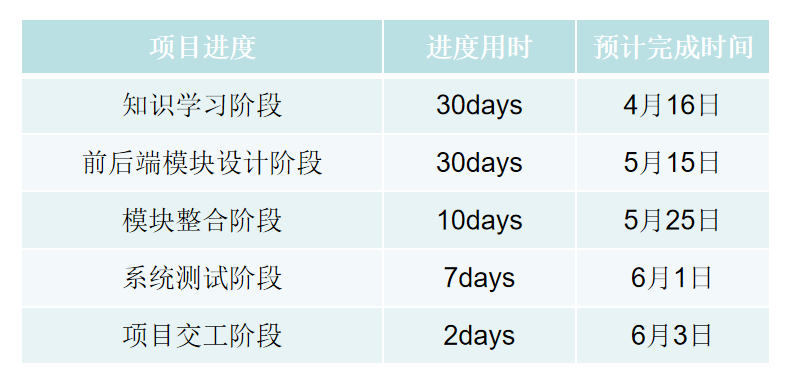 项目进度 进度用时 预计完成时间
知识学习阶段 30days 4月16日
前后端模块设计阶段 30days 5月15日
模块整合阶段 10days 5月25日
系统测试阶段 7days 6月1日
项目交工阶段 2days 6月3日